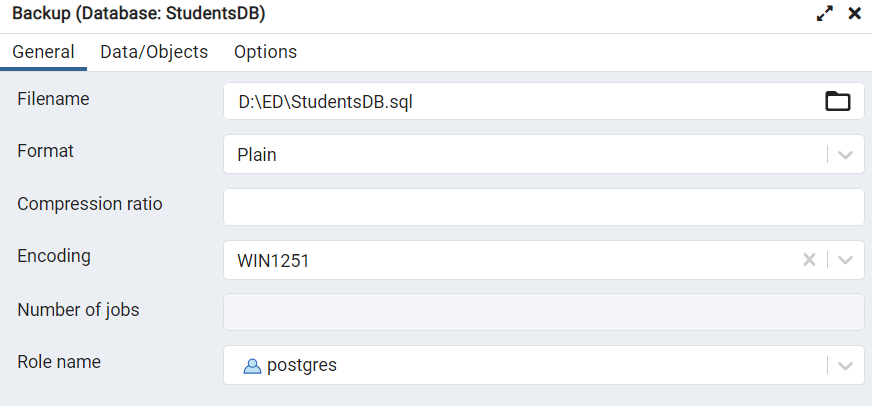 Backup (Database: StudentsDB)
General Data/Objects Options
Filename D:\ED\StudentsDB.sql
Format Plain
Compression ratio
Encoding WIN1251
Number of jobs
Role name postgres